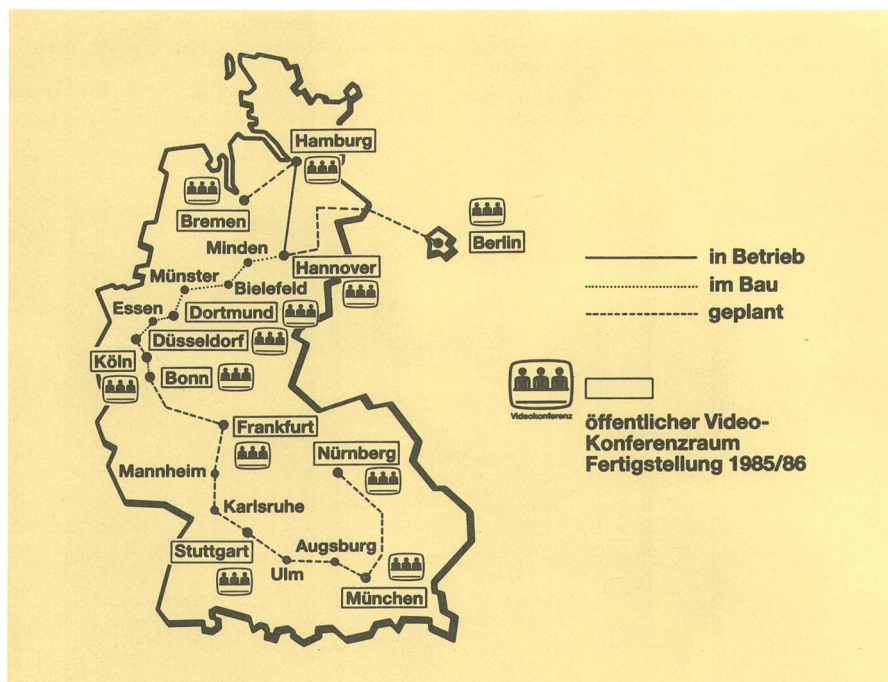 Hamburg
Bremen
Berlin
Minden
Hannover
Münster
Bielefeld
Essen
Dortmund
Düsseldorf
Köln
Bonn
Frankfurt
Nürnberg
Mannheim
Karlsruhe
Stuttgart
Augsburg
Ulm
München
in Betrieb
im Bau
geplant
Videokonferenz
öffentlicher Video-
Konferenzraum
Fertigstellung 1985/86